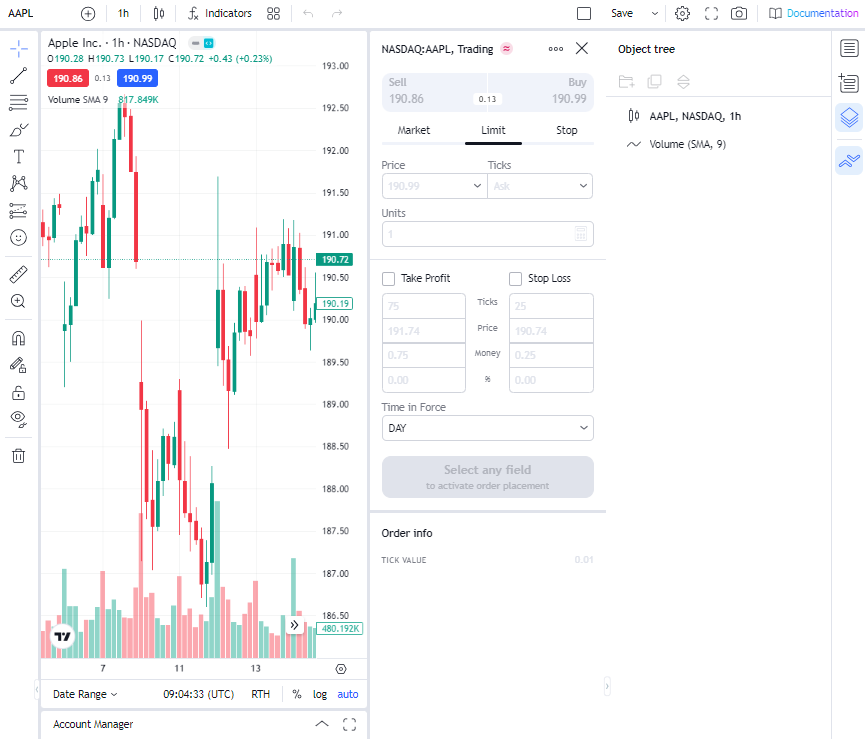 AAPL 1h Indicators Save Documentation
Apple Inc. · 1h · NASDAQ
O190.28 H190.73 L190.17 C190.72 +0.43 (+0.23%)
190.86 0.13 190.99
Volume SMA 9 817.849K
193.00
192.50
192.00
191.50
191.00
190.72
190.50
190.19
190.00
189.50
189.00
188.50
188.00
187.50
187.00
186.50
480.192K
7 11 13
Date Range 09:04:33 (UTC) RTH % log auto
Account Manager
NASDAQ:AAPL, Trading
Sell Buy
190.86 0.13 190.99
Market Limit Stop
Price Ticks
190.99 Ask
Units
1
Take Profit Stop Loss
75 Ticks 25
191.74 Price 190.74
0.75 Money 0.25
0.00 % 0.00
Time in Force
DAY
Select any field
to activate order placement
Order info
TICK VALUE 0.01
Object tree
AAPL, NASDAQ, 1h
Volume (SMA, 9)